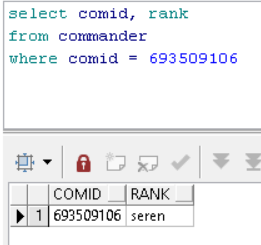 select comid, rank
from commander
where comid = 693509106
COMID RANK
1 693509106 seren